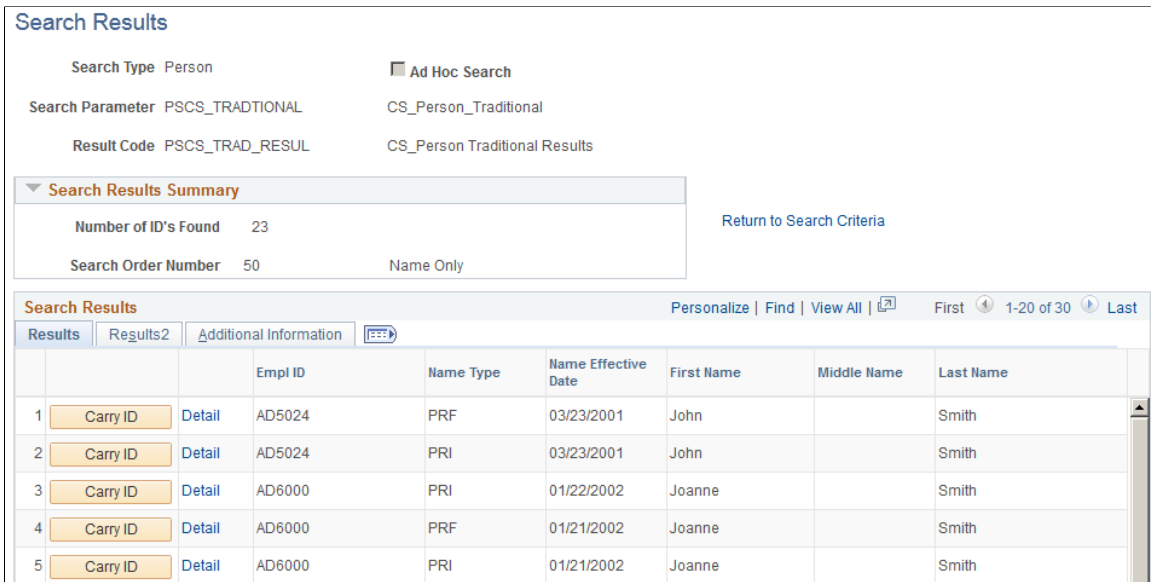 Search Results
Search Type Person Ad Hoc Search
Search Parameter PSCS_TRADTIONAL CS_Person_Traditional
Result Code PSCS_TRAD_RESUL CS_Person Traditional Results
Search Results Summary
Number of ID's Found 23
Return to Search Criteria
Search Order Number 50 Name Only
Search Results Personalize | Find | View All | First 1-20 of 30 Last
Results Results2 Additional Information
Empl ID Name Type Name Effective Date First Name Middle Name Last Name
1 Carry ID Detail AD5024 PRF 03/23/2001 John Smith
2 Carry ID Detail AD5024 PRI 03/23/2001 John Smith
3 Carry ID Detail AD6000 PRI 01/22/2002 Joanne Smith
4 Carry ID Detail AD6000 PRF 01/21/2002 Joanne Smith
5 Carry ID Detail AD6000 PRI 01/21/2002 Joanne Smith